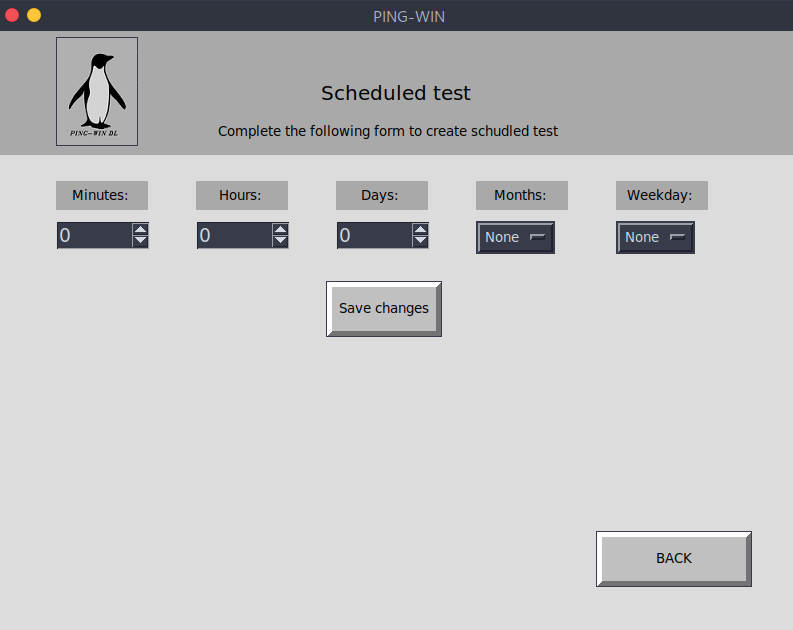 PING-WIN
PING-WIN DL
Scheduled test
Complete the following form to create schudled test
Minutes:
Hours:
Days:
Months:
Weekday:
0
0
0
None
None
Save changes
BACK